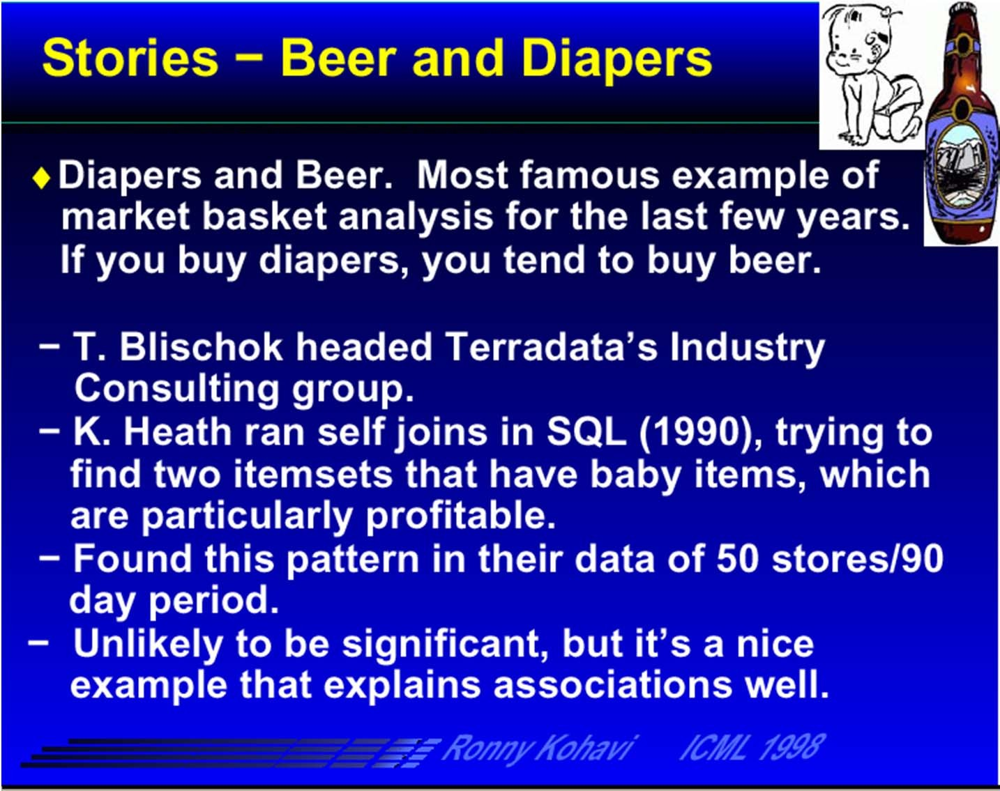 Stories – Beer and Diapers
Diapers and Beer.  Most famous example of
market basket analysis for the last few years.
If you buy diapers, you tend to buy beer.
– T. Blischok headed Terradata’s Industry
Consulting group.
– K. Heath ran self joins in SQL (1990), trying to
find two itemsets that have baby items, which
are particularly profitable.
– Found this pattern in their data of 50 stores/90
day period.
–  Unlikely to be significant, but it’s a nice
example that explains associations well.
Ronny Kohavi ICML 1998